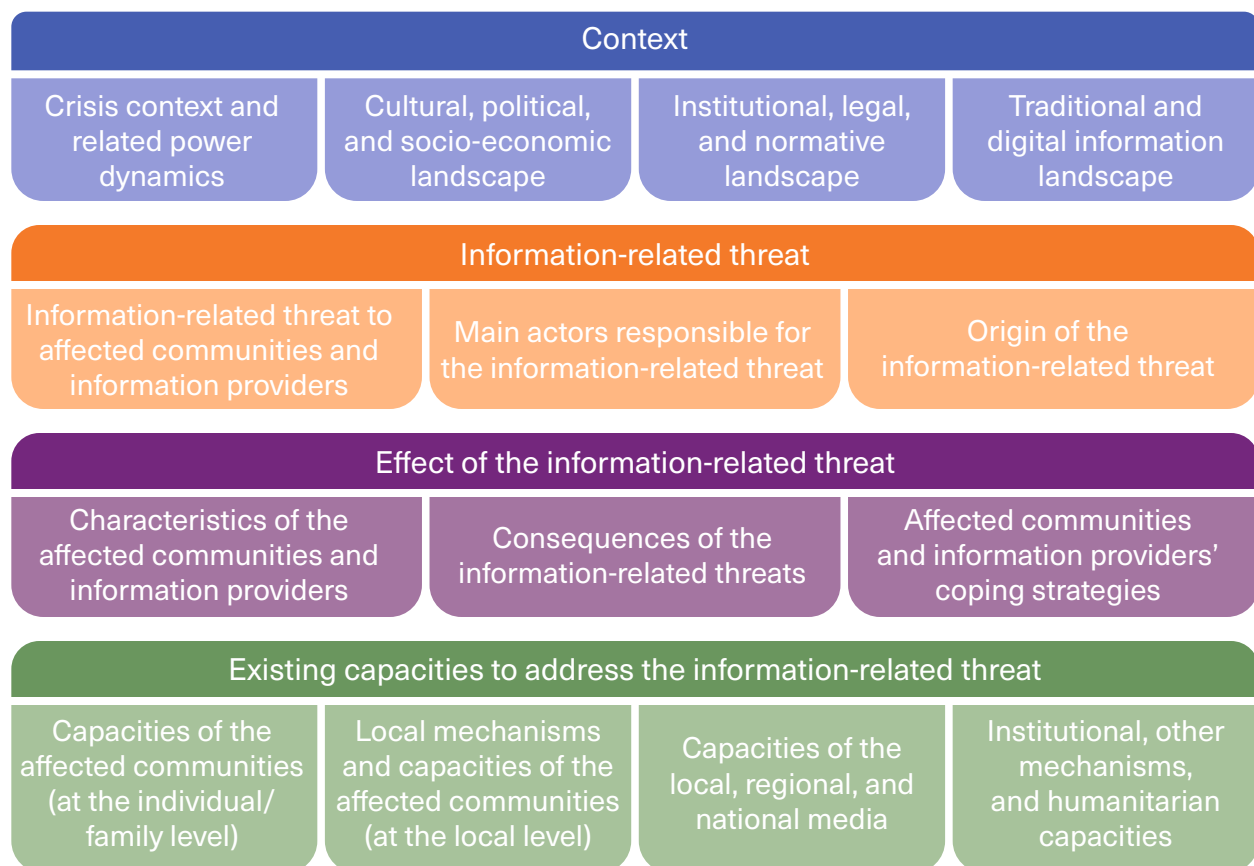 Context
Crisis context and
related power
dynamics
Cultural, political,
and socio-economic
landscape
Institutional, legal,
and normative
landscape
Traditional and
digital information
landscape
Information-related threat
Information-related threat to
affected communities and
information providers
Main actors responsible for
the information-related threat
Origin of the
information-related threat
Effect of the information-related threat
Characteristics of the
affected communities and
information providers
Consequences of the
information-related threats
Affected communities
and information providers’
coping strategies
Existing capacities to address the information-related threat
Capacities of the
affected communities
(at the individual/
family level)
Local mechanisms
and capacities of the
affected communities
(at the local level)
Capacities of the
local, regional, and
national media
Institutional, other
mechanisms,
and humanitarian
capacities